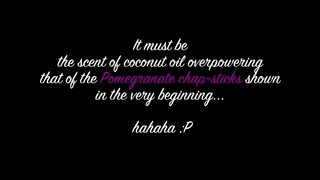 It must be
the scent of coconut oil overpowering
that of the Pomegranate chap-sticks shown
in the very beginning...
hahaha :P